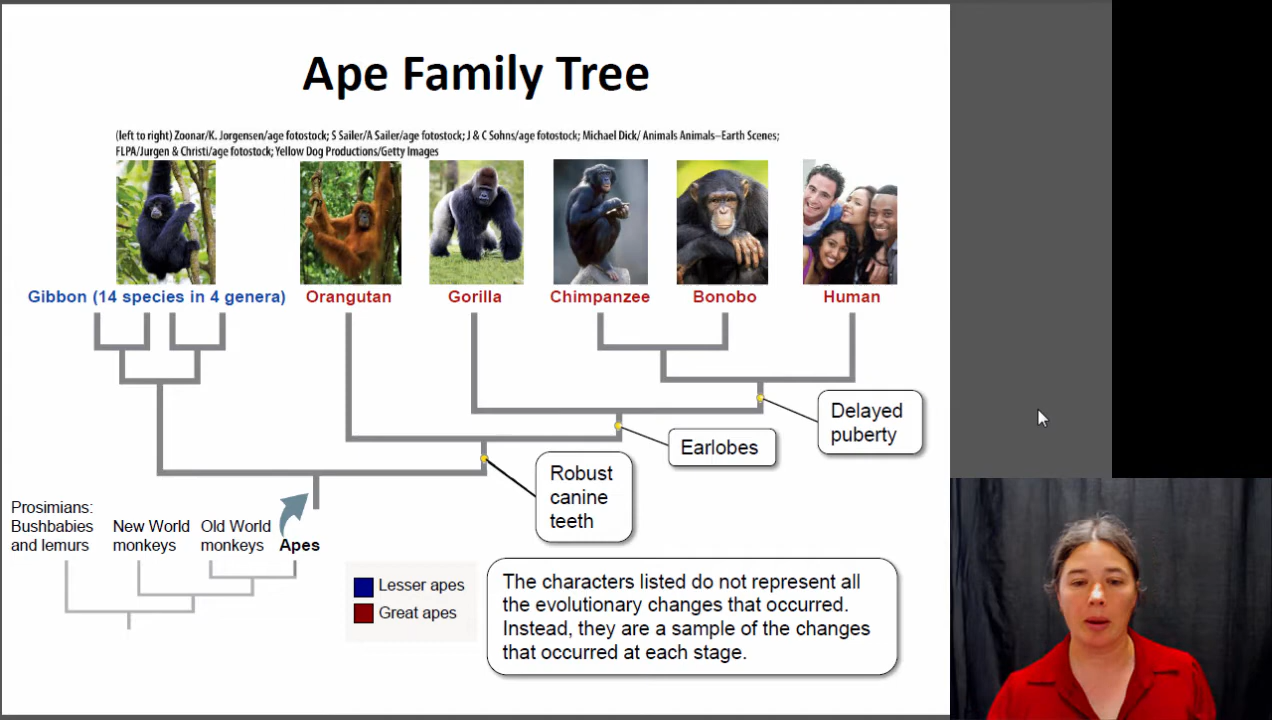 Ape Family Tree
(left to right) Zoonar/K. Jorgensen/age fotostock; S Sailer/A Sailer/age fotostock; J & C Sohns/age fotostock; Michael Dick/ Animals Animals–Earth Scenes;
FLPA/Jurgen & Christi/age fotostock; Yellow Dog Productions/Getty Images
Gibbon (14 species in 4 genera)
Orangutan
Gorilla
Chimpanzee
Bonobo
Human
Delayed
puberty
Earlobes
Robust
canine
teeth
Prosimians:
Bushbabies
and lemurs
New World
monkeys
Old World
monkeys
Apes
Lesser apes
Great apes
The characters listed do not represent all
the evolutionary changes that occurred.
Instead, they are a sample of the changes
that occurred at each stage.